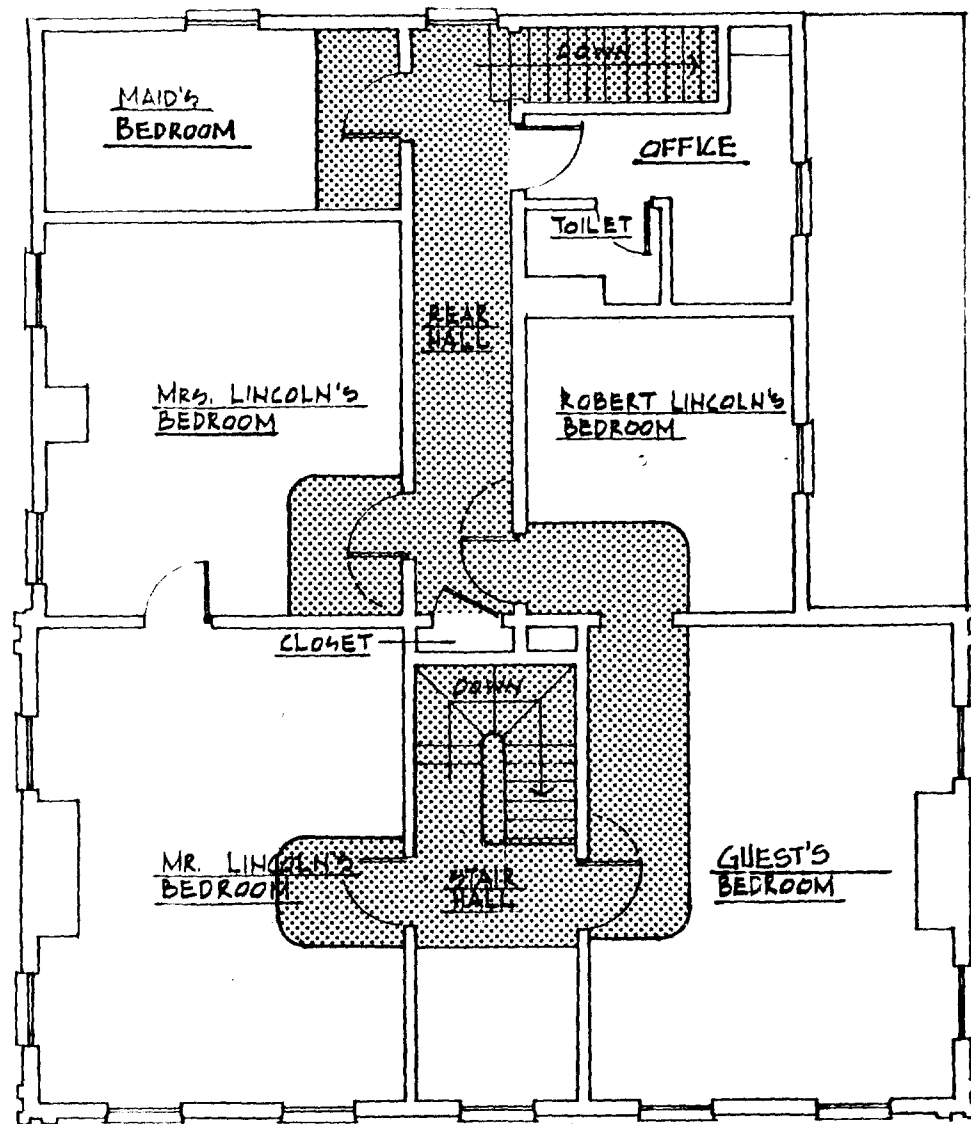 DOWN
MAID'S
BEDROOM
OFFICE
TOILET
REAR
HALL
MRS. LINCOLN'S
BEDROOM
ROBERT LINCOLN'S
BEDROOM
CLOSET
DOWN
MR. LINCOLN'S
BEDROOM
STAIR
HALL
GUEST'S
BEDROOM